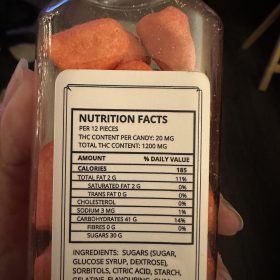 NUTRITION FACTS
PER 12 PIECES
THC CONTENT PER CANDY: 20 MG
TOTAL THC CONTENT: 1200 MG
AMOUNT % DAILY VALUE
CALORIES 185
TOTAL FAT 2 G 11%
SATURATED FAT 2 G 0%
TRANS FAT 0 G 0%
CHOLESTEROL 0%
SODIUM 3 MG 1%
CARBOHYDRATES 41 G 14%
FIBRES 0 G 0%
SUGARS 30 G
INGREDIENTS: SUGARS (SUGAR,
GLUCOSE SYRUP, DEXTROSE),
SORBITOLS, CITRIC ACID, STARCH,
GELATINE, FLAVOURING, GUM